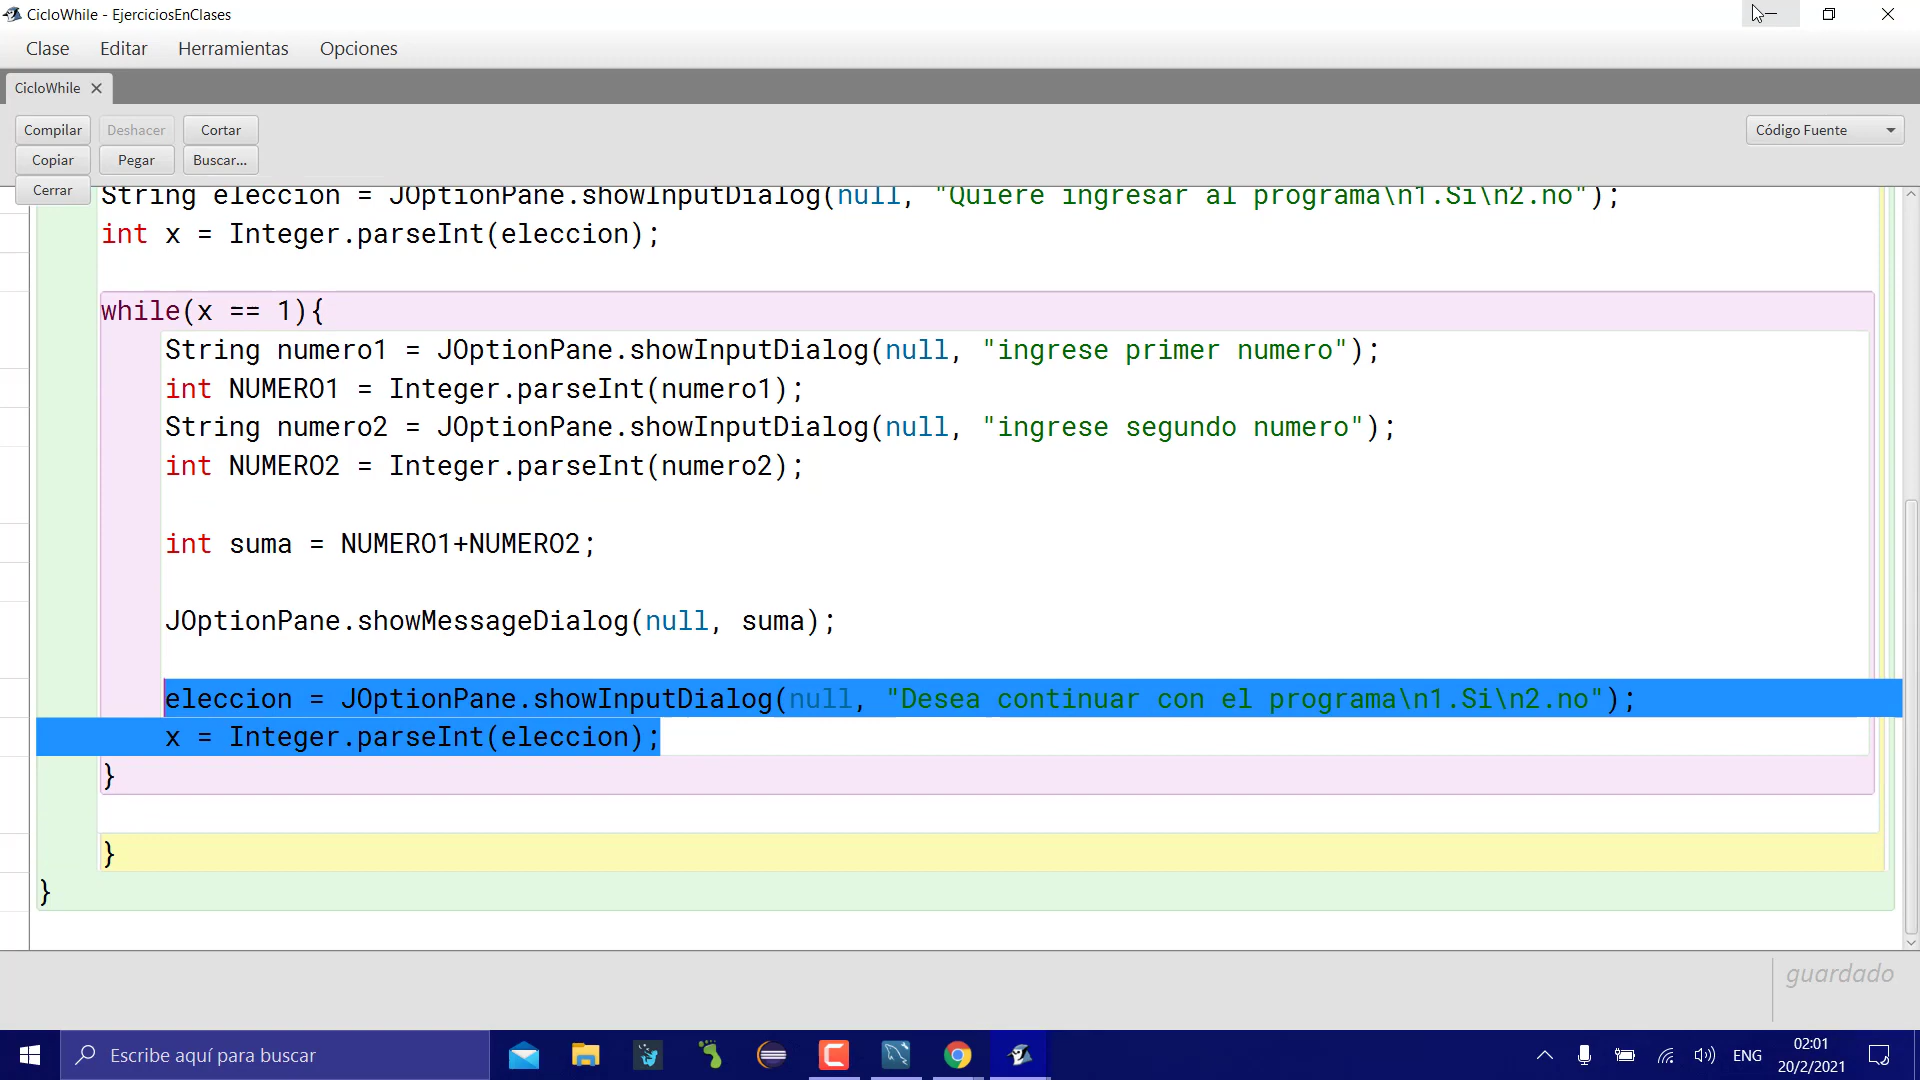 CicloWhile - EjerciciosEnClases
Clase Editar Herramientas Opciones
CicloWhile
Compilar Deshacer Cortar
Código Fuente
Copiar Pegar Buscar...
Cerrar
String eleccion = JOptionPane.showInputDialog(null, "Quiere ingresar al programa\n1.Si\n2.no");
int x = Integer.parseInt(eleccion);
while(x == 1){
String numero1 = JOptionPane.showInputDialog(null, "ingrese primer numero");
int NUMERO1 = Integer.parseInt(numero1);
String numero2 = JOptionPane.showInputDialog(null, "ingrese segundo numero");
int NUMERO2 = Integer.parseInt(numero2);
int suma = NUMERO1+NUMERO2;
JOptionPane.showMessageDialog(null, suma);
eleccion = JOptionPane.showInputDialog(null, "Desea continuar con el programa\n1.Si\n2.no");
x = Integer.parseInt(eleccion);
}
}
}
guardado
Escribe aquí para buscar
ENG
02:01
20/2/2021